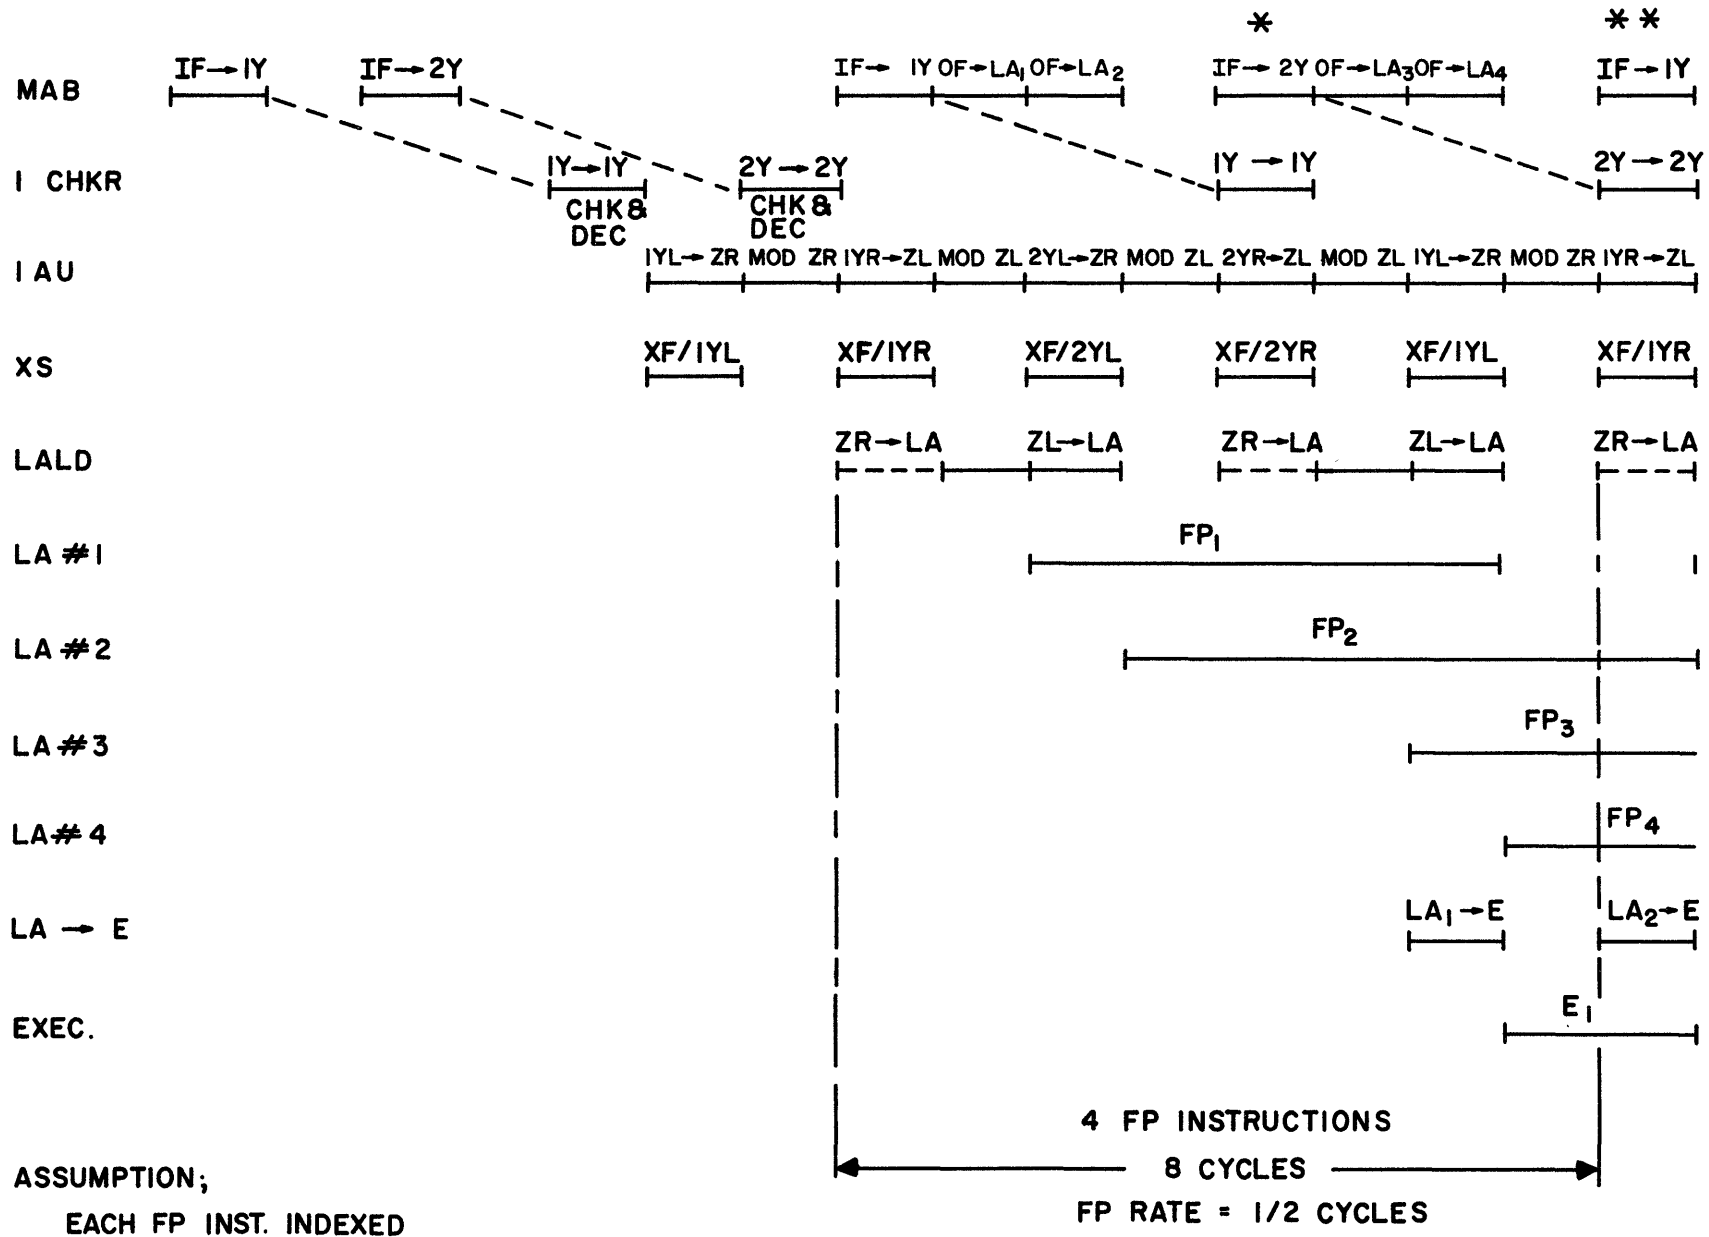 * * *
MAB IF→1Y IF→2Y IF→ 1Y OF→LA1 OF→LA2 IF→ 2Y OF→LA3 OF→LA4 IF→1Y
I CHKR 1Y→1Y 2Y→2Y 1Y→1Y 2Y→2Y
CHK& CHK&
DEC DEC
I AU 1YL→ZR MOD ZR 1YR→ZL MOD ZL 2YL→ZR MOD ZL 2YR→ZL MOD ZL 1YL→ZR MOD ZR 1YR→ZL
XS XF/1YL XF/1YR XF/2YL XF/2YR XF/1YL XF/1YR
LALD ZR→LA ZL→LA ZR→LA ZL→LA ZR→LA
LA #1 FP1
LA #2 FP2
LA #3 FP3
LA #4 FP4
LA → E LA1→E LA2→E
EXEC. E1
4 FP INSTRUCTIONS
8 CYCLES
FP RATE = 1/2 CYCLES
ASSUMPTION;
EACH FP INST. INDEXED